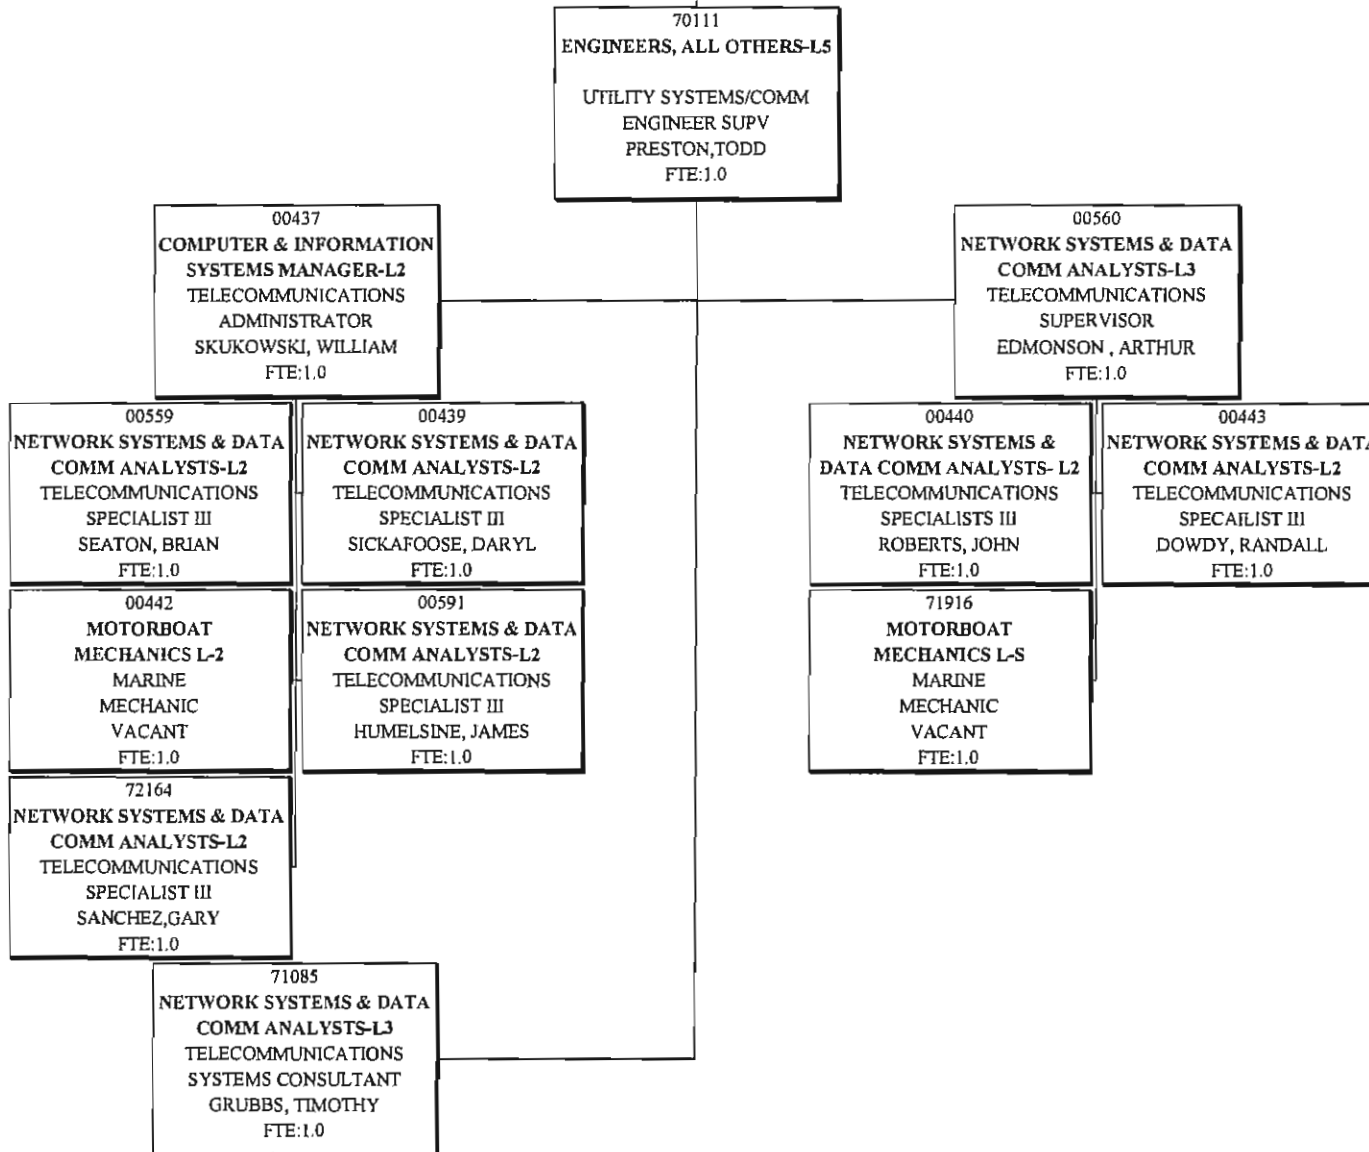 70111
ENGINEERS, ALL OTHERS-L5
UTILITY SYSTEMS/COMM
ENGINEER SUPV
PRESTON,TODD
FTE:1.0
00437
COMPUTER & INFORMATION
SYSTEMS MANAGER-L2
TELECOMMUNICATIONS
ADMINISTRATOR
SKUKOWSKI, WILLIAM
FTE:1.0
00560
NETWORK SYSTEMS & DATA
COMM ANALYSTS-L3
TELECOMMUNICATIONS
SUPERVISOR
EDMONSON , ARTHUR
FTE:1.0
00559
NETWORK SYSTEMS & DATA
COMM ANALYSTS-L2
TELECOMMUNICATIONS
SPECIALIST III
SEATON, BRIAN
FTE:1.0
00439
NETWORK SYSTEMS & DATA
COMM ANALYSTS-L2
TELECOMMUNICATIONS
SPECIALIST III
SICKAFOOSE, DARYL
FTE:1.0
00440
NETWORK SYSTEMS &
DATA COMM ANALYSTS- L2
TELECOMMUNICATIONS
SPECIALISTS III
ROBERTS, JOHN
FTE:1.0
00443
NETWORK SYSTEMS & DATA
COMM ANALYSTS-L2
TELECOMMUNICATIONS
SPECAILIST III
DOWDY, RANDALL
FTE:1.0
00442
MOTORBOAT
MECHANICS L-2
MARINE
MECHANIC
VACANT
FTE:1.0
00591
NETWORK SYSTEMS & DATA
COMM ANALYSTS-L2
TELECOMMUNICATIONS
SPECIALIST III
HUMELSINE, JAMES
FTE:1.0
71916
MOTORBOAT
MECHANICS L-S
MARINE
MECHANIC
VACANT
FTE:1.0
72164
NETWORK SYSTEMS & DATA
COMM ANALYSTS-L2
TELECOMMUNICATIONS
SPECIALIST III
SANCHEZ,GARY
FTE:1.0
71085
NETWORK SYSTEMS & DATA
COMM ANALYSTS-L3
TELECOMMUNICATIONS
SYSTEMS CONSULTANT
GRUBBS, TIMOTHY
FTE:1.0